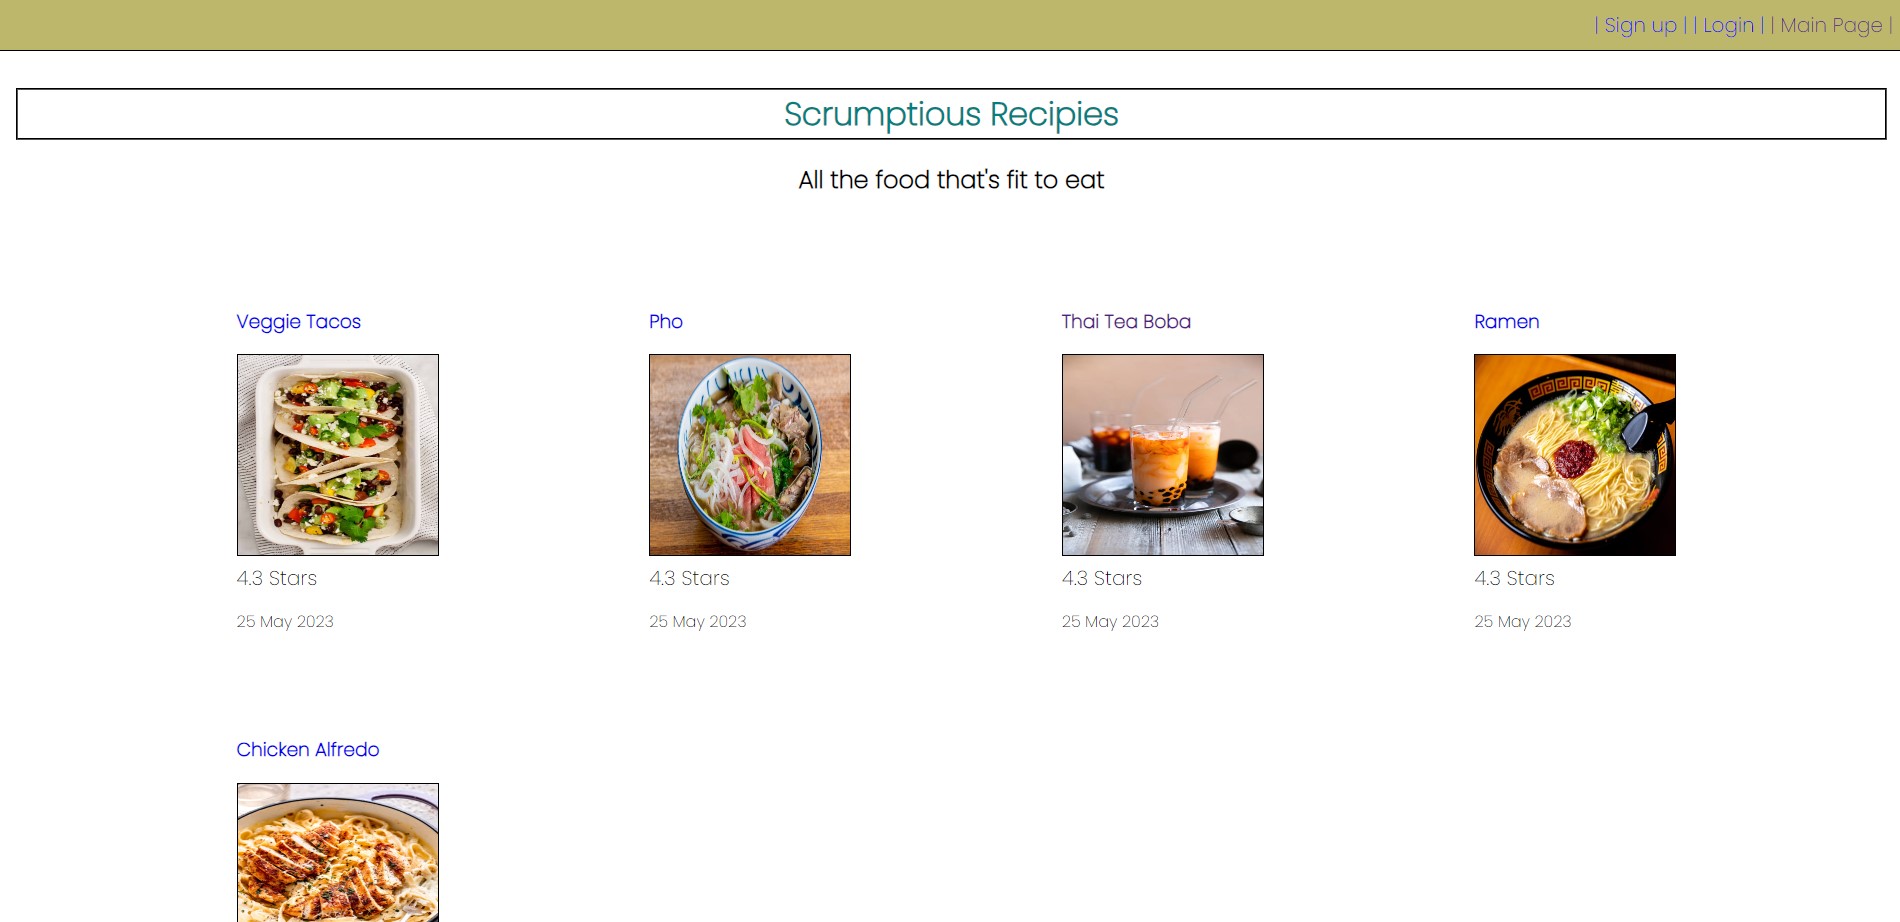 | Sign up | | Login | | Main Page |
Scrumptious Recipies
All the food that's fit to eat
Veggie Tacos
Pho
Thai Tea Boba
Ramen
4.3 Stars
4.3 Stars
4.3 Stars
4.3 Stars
25 May 2023
25 May 2023
25 May 2023
25 May 2023
Chicken Alfredo